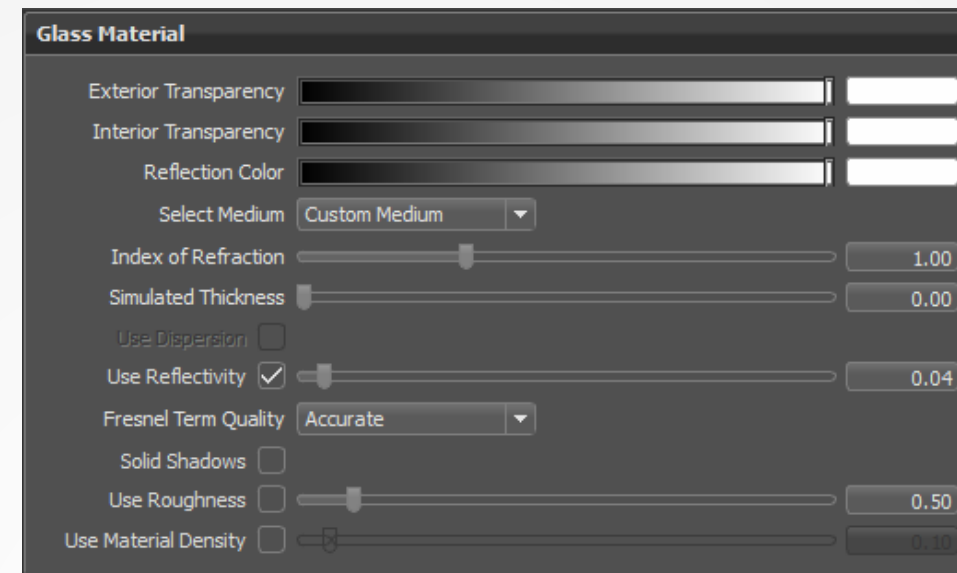 Glass Material
Exterior Transparency
Interior Transparency
Reflection Color
Select Medium Custom Medium
Index of Refraction 1.00
Simulated Thickness 0.00
Use Dispersion
Use Reflectivity 0.04
Fresnel Term Quality Accurate
Solid Shadows
Use Roughness 0.50
Use Material Density 0.10